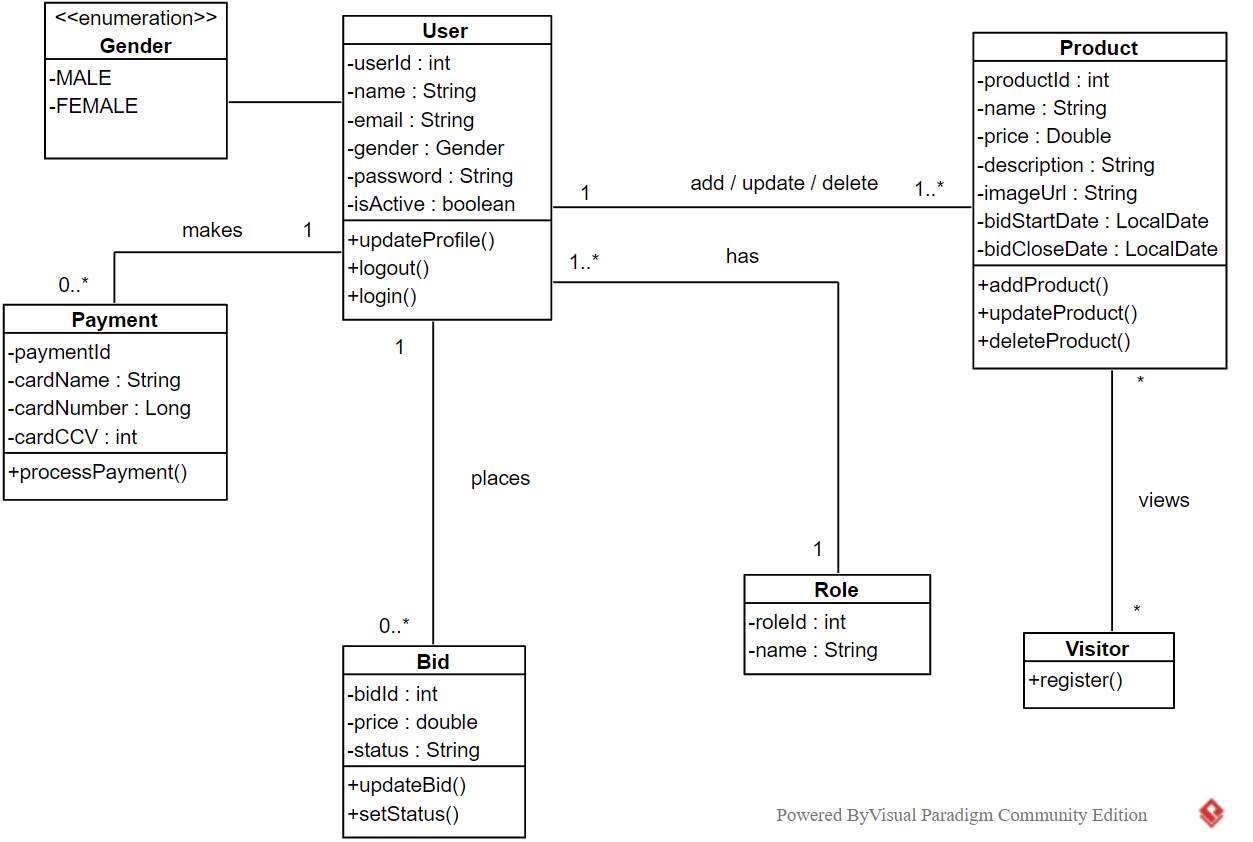 <<enumeration>>
Gender
-MALE
-FEMALE
User
-userId : int
-name : String
-email : String
-gender : Gender
-password : String
-isActive : boolean
+updateProfile()
+logout()
+login()
Product
-productId : int
-name : String
-price : Double
-description : String
-imageUrl : String
-bidStartDate : LocalDate
-bidCloseDate : LocalDate
+addProduct()
+updateProduct()
+deleteProduct()
1
add / update / delete
1..*
makes
1
0..*
1..*
has
1
Payment
-paymentId
-cardName : String
-cardNumber : Long
-cardCCV : int
+processPayment()
1
places
0..*
*
views
*
Role
-roleId : int
-name : String
Visitor
+register()
Bid
-bidId : int
-price : double
-status : String
+updateBid()
+setStatus()
Powered ByVisual Paradigm Community Edition